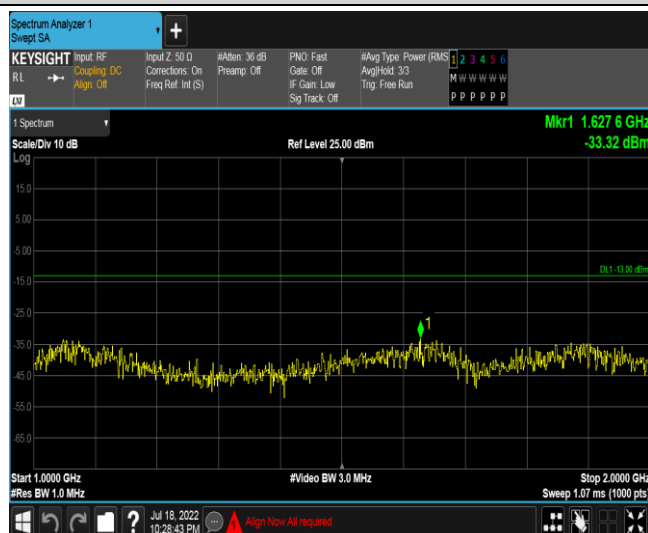 Spectrum Analyzer 1
Swept SA
+
KEYSIGHT Input: RF Input Z: 50 Ω #Atten: 36 dB PNO: Fast #Avg Type: Power (RMS 1 2 3 4 5 6
RL Coupling: DC Corrections: On Preamp: Off Gate: Off Avg|Hold: 3/3 M W W W W W
Align: Off Freq Ref: Int (S) IF Gain: Low Trig: Free Run
Sig Track: Off P P P P P P
LXI
1 Spectrum Mkr1 1.627 6 GHz
Scale/Div 10 dB Ref Level 25.00 dBm -33.32 dBm
Log
15.0
5.00
-5.00
DL1 -13.00 dBm
-15.0
-25.0
1
-35.0
-45.0
-55.0
-65.0
Start 1.0000 GHz #Video BW 3.0 MHz Stop 2.0000 GHz
#Res BW 1.0 MHz Sweep 1.07 ms (1000 pts)
? Jul 18, 2022 Align Now All required
10:28:43 PM